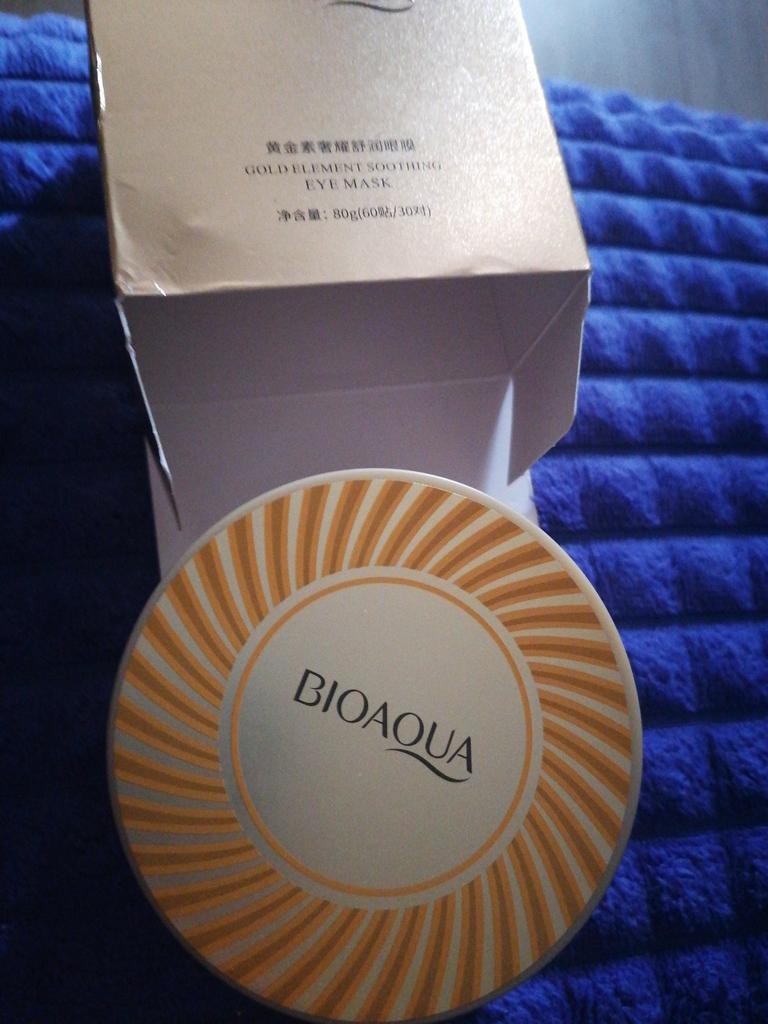 黄金素奢耀舒润眼膜
GOLD ELEMENT SOOTHING
EYE MASK
净含量：80g(60贴/30对)
BIOAQUA